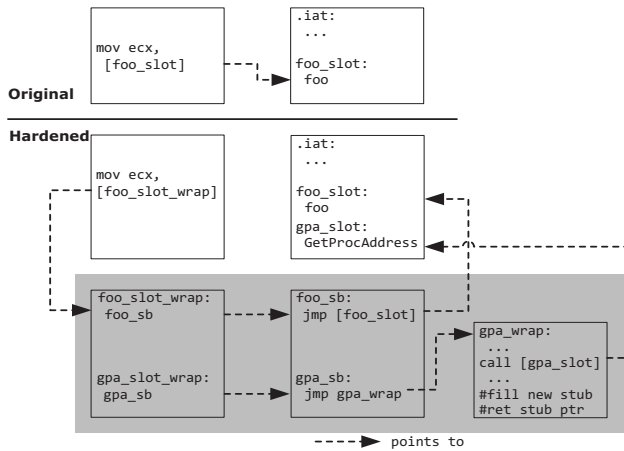 mov ecx,
[foo_slot]
.iat:
...
foo_slot:
foo
Original
Hardened
mov ecx,
[foo_slot_wrap]
.iat:
...
foo_slot:
foo
gpa_slot:
GetProcAddress
foo_slot_wrap:
foo_sb
gpa_slot_wrap:
gpa_sb
foo_sb:
jmp [foo_slot]
gpa_sb:
jmp gpa_wrap
gpa_wrap:
...
call [gpa_slot]
...
#fill new stub
#ret stub ptr
points to